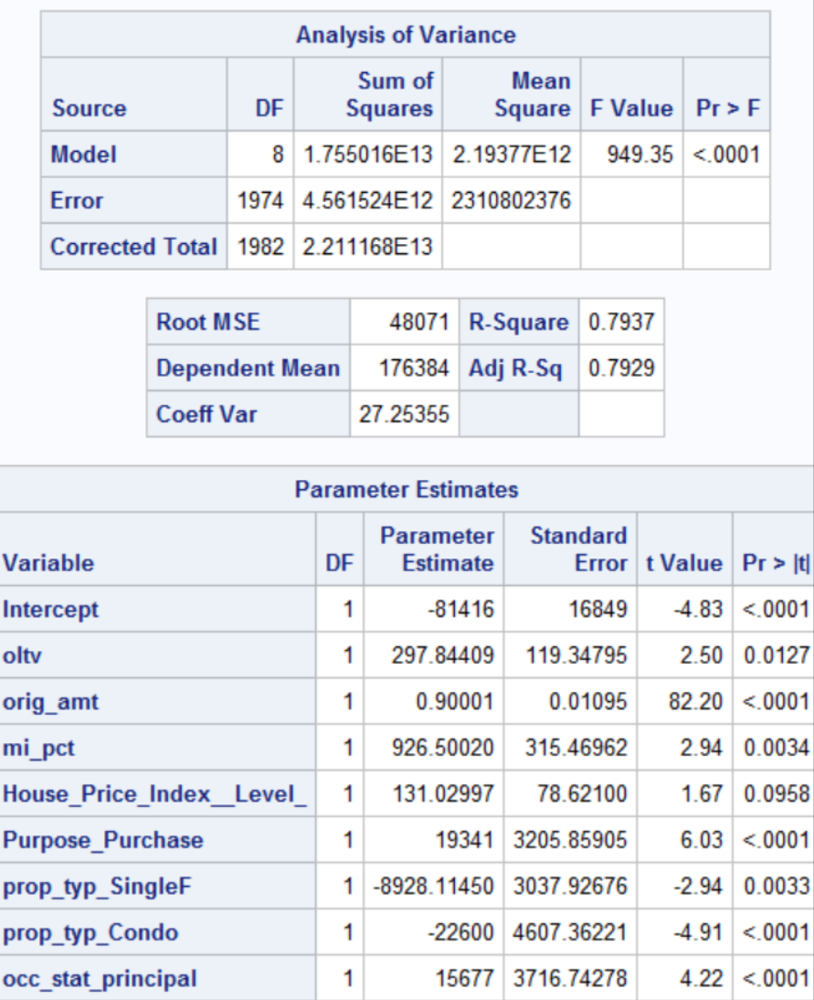 Analysis of Variance
Source DF Sum of Squares Mean Square F Value Pr > F
Model 8 1.755016E13 2.19377E12 949.35 <.0001
Error 1974 4.561524E12 2310802376
Corrected Total 1982 2.211168E13
Root MSE 48071 R-Square 0.7937
Dependent Mean 176384 Adj R-Sq 0.7929
Coeff Var 27.25355
Parameter Estimates
Variable DF Parameter Estimate Standard Error t Value Pr > |t|
Intercept 1 -81416 16849 -4.83 <.0001
oltv 1 297.84409 119.34795 2.50 0.0127
orig_amt 1 0.90001 0.01095 82.20 <.0001
mi_pct 1 926.50020 315.46962 2.94 0.0034
House_Price_Index__Level_ 1 131.02997 78.62100 1.67 0.0958
Purpose_Purchase 1 19341 3205.85905 6.03 <.0001
prop_typ_SingleF 1 -8928.11450 3037.92676 -2.94 0.0033
prop_typ_Condo 1 -22600 4607.36221 -4.91 <.0001
occ_stat_principal 1 15677 3716.74278 4.22 <.0001